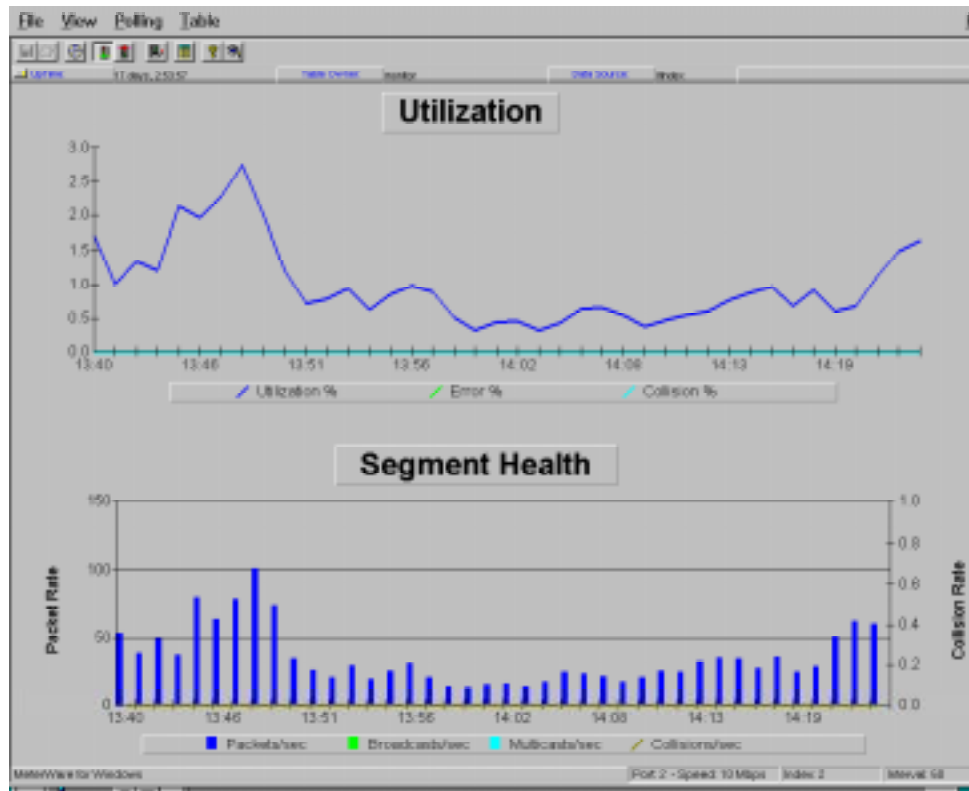 File View Polling Table
Uptime: 17 days, 2:53:57 Table Owner: monitor Data Source: ifIndex
Utilization
3.0
2.5
2.0
1.5
1.0
0.5
0.0
13:40 13:46 13:51 13:56 14:02 14:08 14:13 14:19
Utilization % Error % Collision %
Segment Health
150 1.0
0.8
100
0.6
50 0.4
0.2
0 0.0
Packet Rate
Collision Rate
13:40 13:46 13:51 13:56 14:02 14:08 14:13 14:19
Packets/sec Broadcasts/sec Multicasts/sec Collisions/sec
MeterWare for Windows Port: 2 - Speed: 10 Mbps Index: 2 Interval: 60